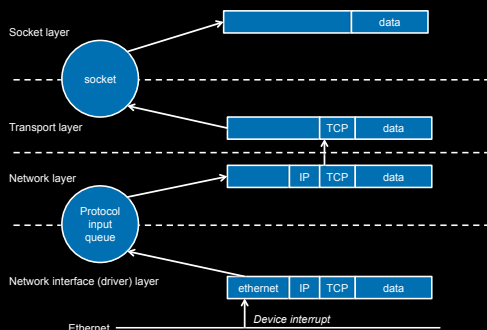 Socket layer
data
socket
Transport layer
TCP data
Network layer
IP TCP data
Protocol
input
queue
Network interface (driver) layer
ethernet IP TCP data
Device interrupt
Ethernet